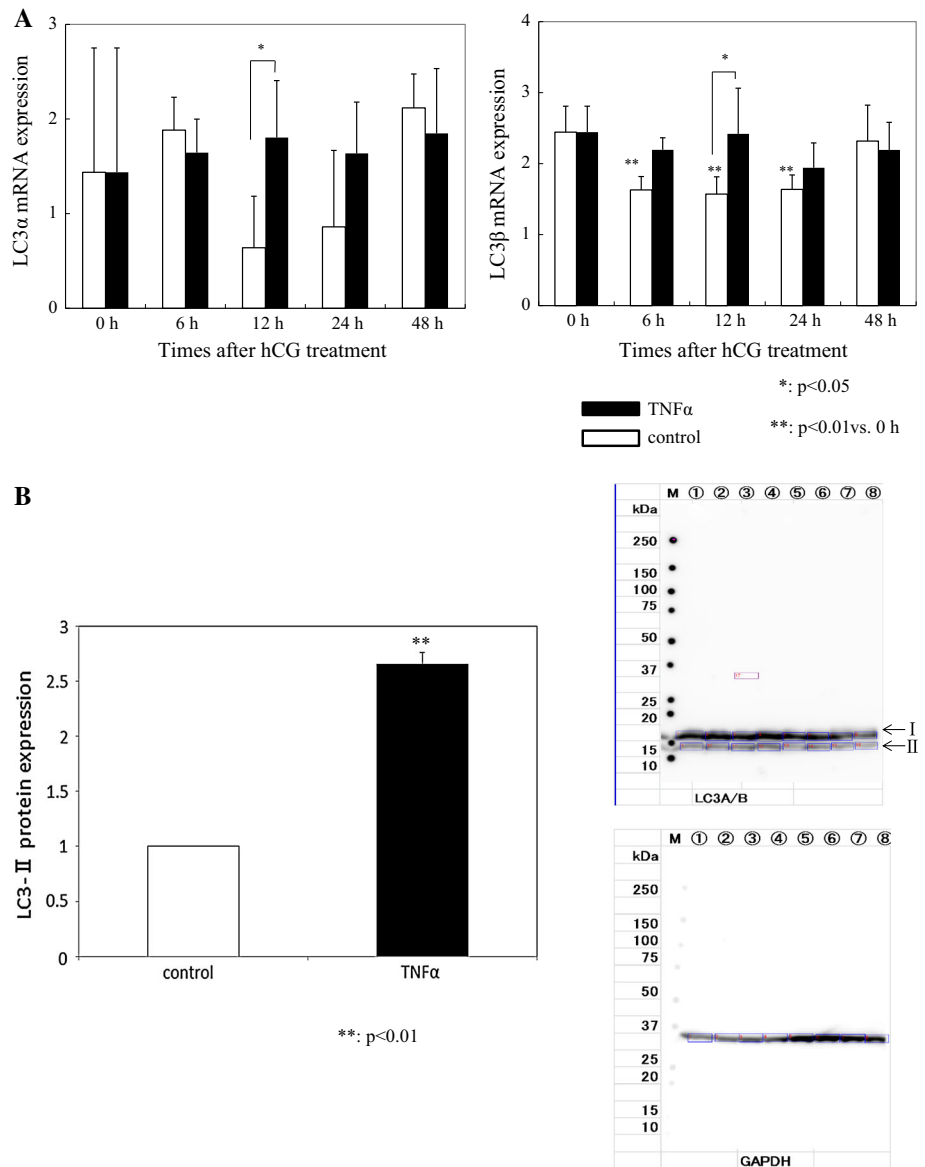 A
LC3α mRNA expression
3
2
1
0
*
0 h 6 h 12 h 24 h 48 h
Times after hCG treatment
LC3β mRNA expression
4
3
2
1
0
** ** ** *
0 h 6 h 12 h 24 h 48 h
Times after hCG treatment
*: p<0.05
TNFα
control
**: p<0.01vs. 0 h
B
LC3-Ⅱ protein expression
3
2.5
2
1.5
1
0.5
0
**
control TNFα
**: p<0.01
M ① ② ③ ④ ⑤ ⑥ ⑦ ⑧
kDa
250
150
100
75
50
37
25
20
15
10
←I
←II
LC3A/B
M ① ② ③ ④ ⑤ ⑥ ⑦ ⑧
kDa
250
150
100
75
50
37
25
20
15
10
GAPDH